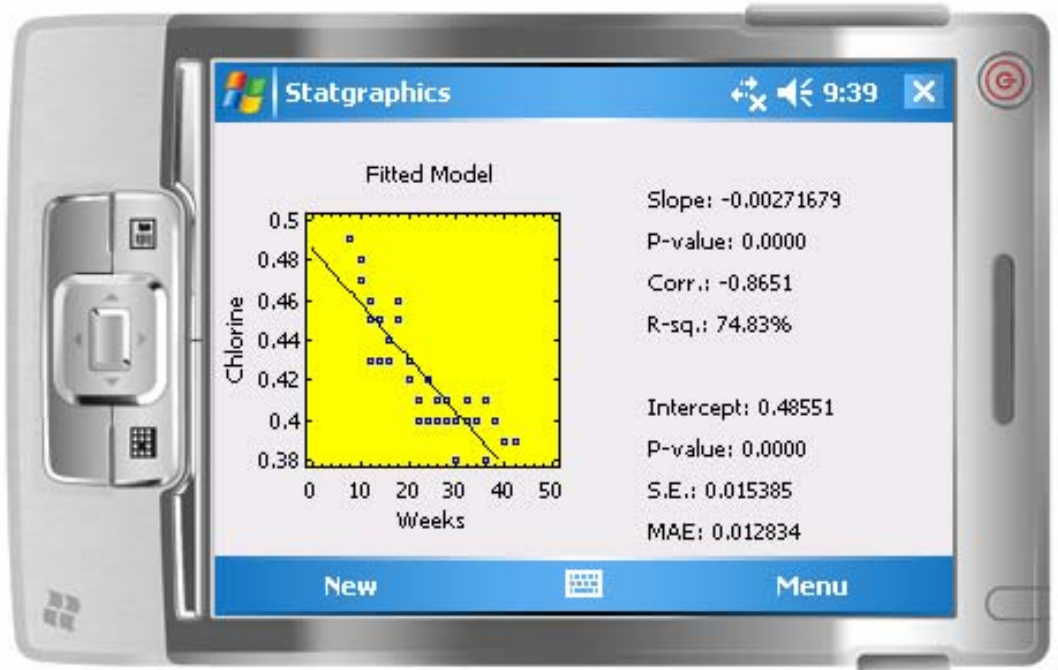 Statgraphics 9:39
Fitted Model
0.5
0.48
0.46
0.44
0.42
0.4
0.38
Chlorine
0 10 20 30 40 50
Weeks
Slope: -0.00271679
P-value: 0.0000
Corr.: -0.8651
R-sq.: 74.83%
Intercept: 0.48551
P-value: 0.0000
S.E.: 0.015385
MAE: 0.012834
New Menu